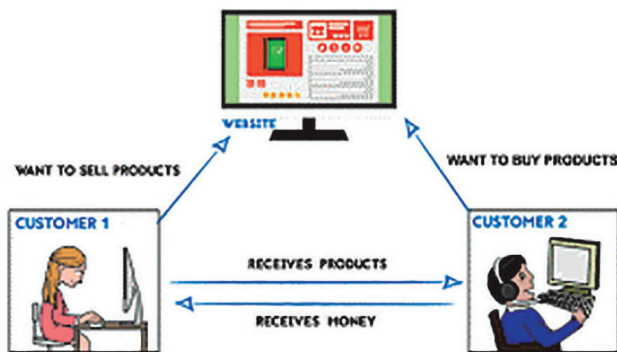 WEBSITE
WANT TO SELL PRODUCTS
WANT TO BUY PRODUCTS
CUSTOMER 1
CUSTOMER 2
RECEIVES PRODUCTS
RECEIVES MONEY